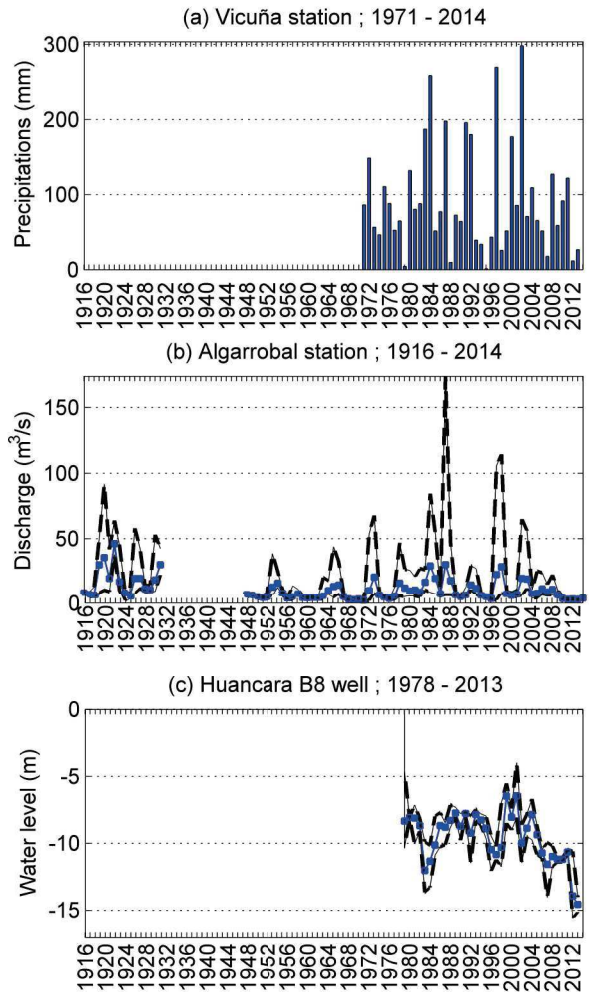 (a) Vicuña station ; 1971 - 2014
Precipitations (mm)
300
200
100
0
1916 1920 1924 1928 1932 1936 1940 1944 1948 1952 1956 1960 1964 1968 1972 1976 1980 1984 1988 1992 1996 2000 2004 2008 2012
(b) Algarrobal station ; 1916 - 2014
Discharge (m³/s)
150
100
50
0
1916 1920 1924 1928 1932 1936 1940 1944 1948 1952 1956 1960 1964 1968 1972 1976 1980 1984 1988 1992 1996 2000 2004 2008 2012
(c) Huancara B8 well ; 1978 - 2013
Water level (m)
0
-5
-10
-15
1916 1920 1924 1928 1932 1936 1940 1944 1948 1952 1956 1960 1964 1968 1972 1976 1980 1984 1988 1992 1996 2000 2004 2008 2012